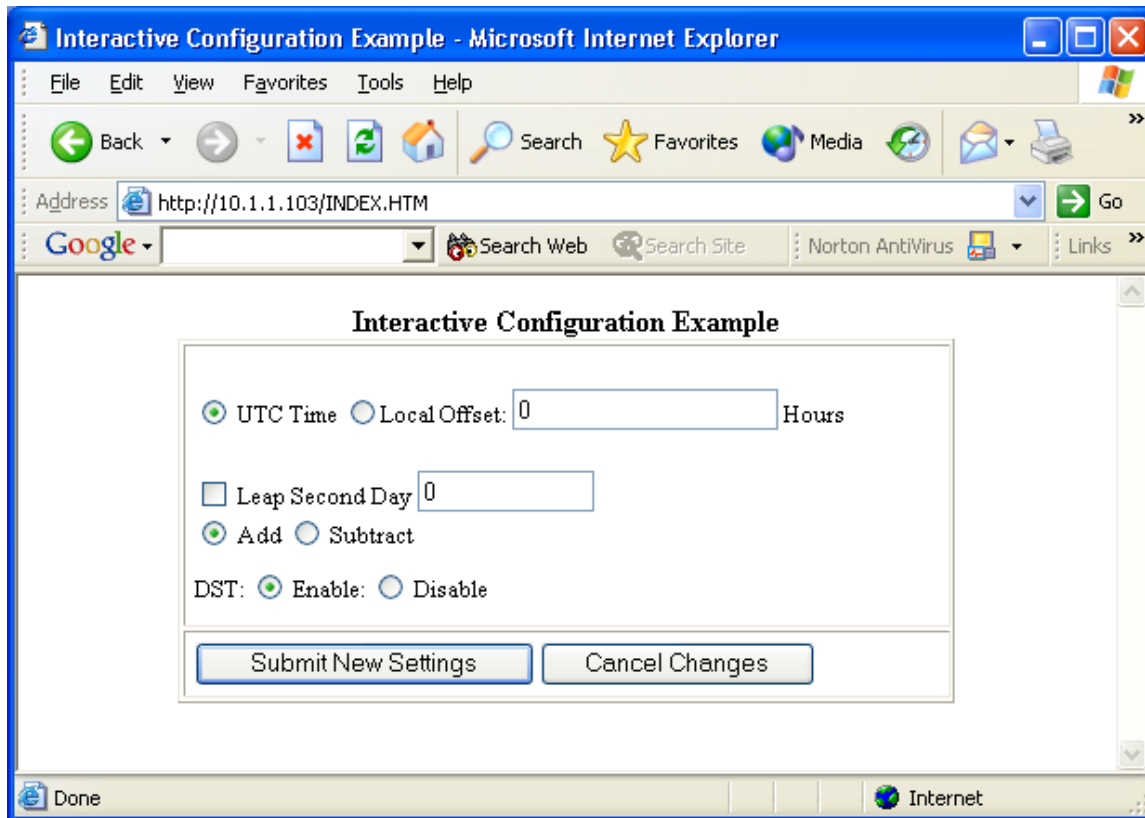 Interactive Configuration Example - Microsoft Internet Explorer
File Edit View Favorites Tools Help
Back Search Favorites Media »
Address http://10.1.1.103/INDEX.HTM Go
Google Search Web Search Site Norton AntiVirus Links »
Interactive Configuration Example
UTC Time Local Offset: 0 Hours
Leap Second Day 0
Add Subtract
DST: Enable: Disable
Submit New Settings Cancel Changes
Done Internet